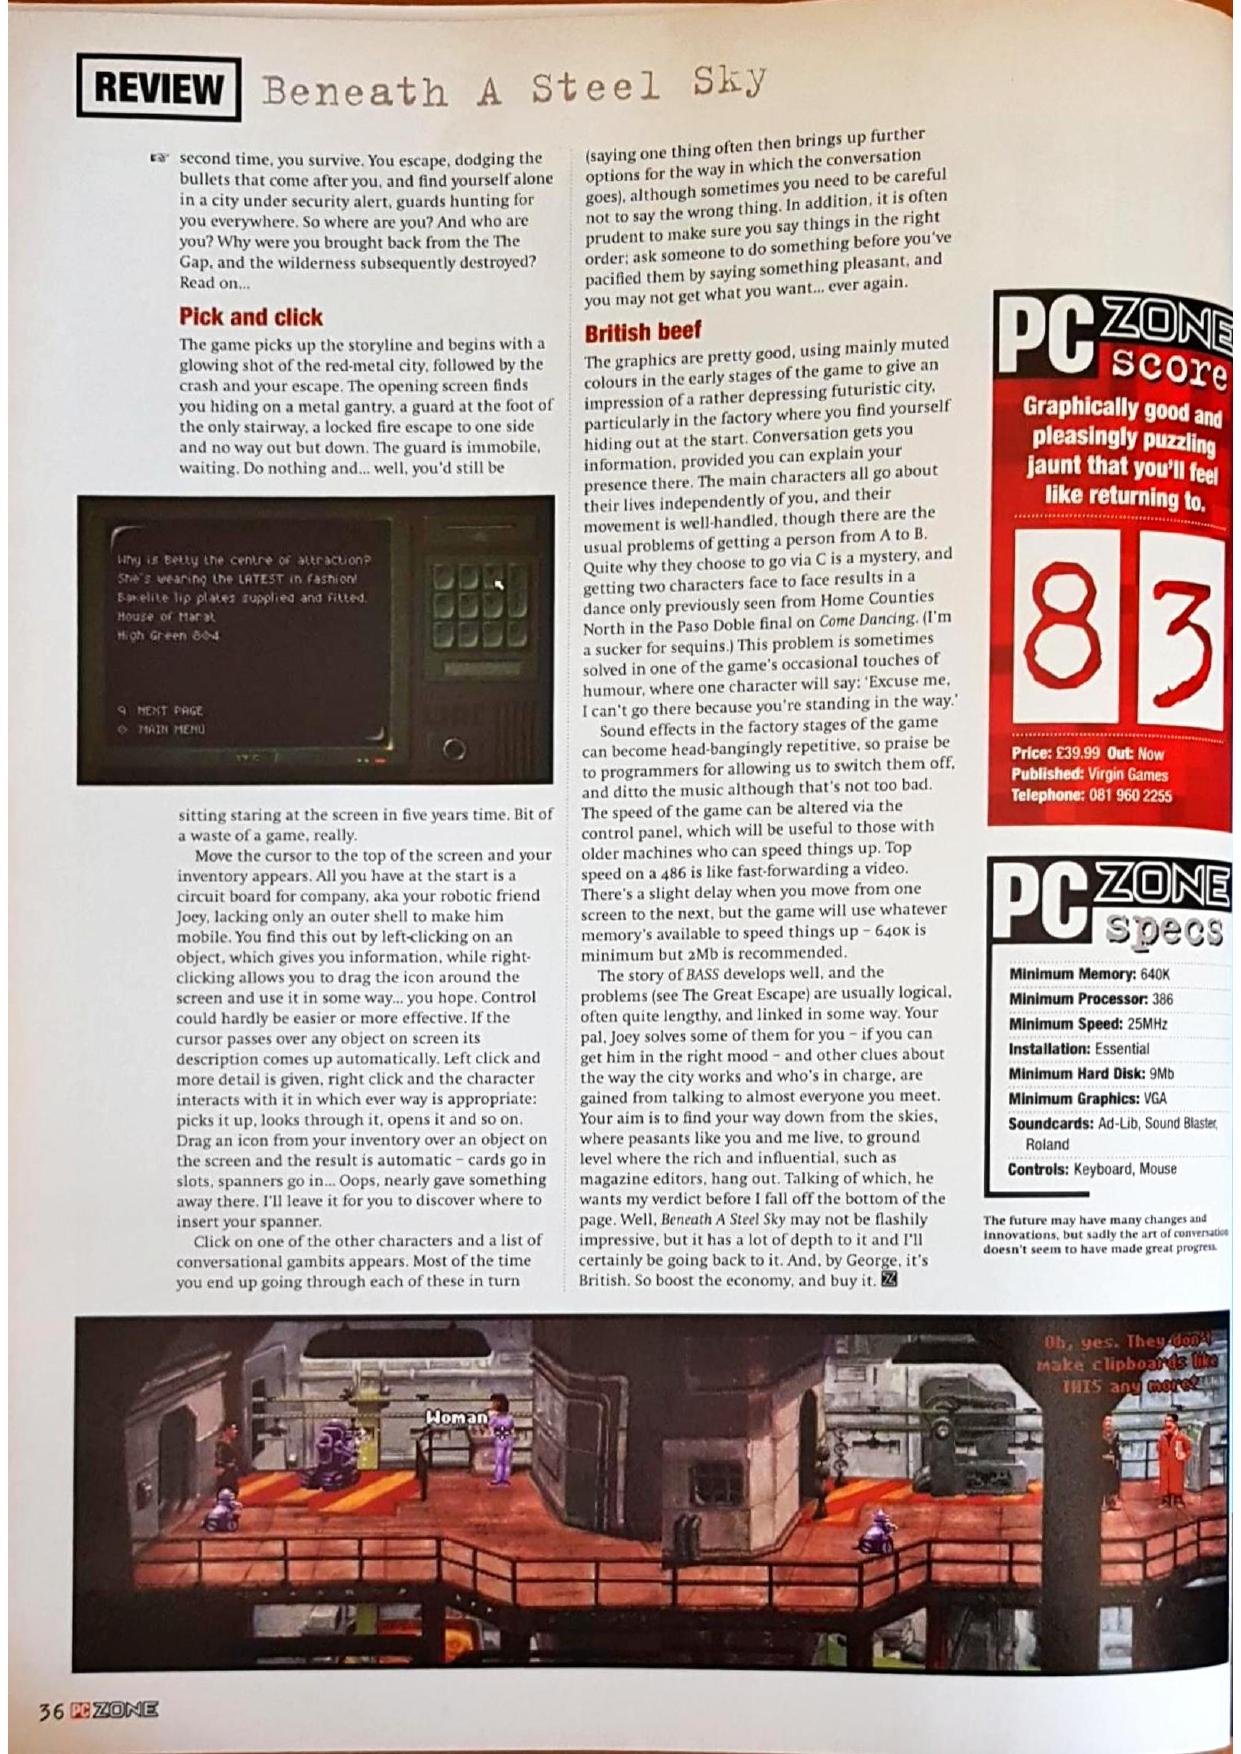 REVIEW Beneath A Steel Sky
second time, you survive. You escape, dodging the
bullets that come after you, and find yourself alone
in a city under security alert, guards hunting for
you everywhere. So where are you? And who are
you? Why were you brought back from the The
Gap, and the wilderness subsequently destroyed?
Read on...
Pick and click
The game picks up the storyline and begins with a
glowing shot of the red-metal city, followed by the
crash and your escape. The opening screen finds
you hiding on a metal gantry, a guard at the foot of
the only stairway, a locked fire escape to one side
and no way out but down. The guard is immobile,
waiting. Do nothing and... well, you'd still be
Why is Betty the centre of attraction?
She's wearing the LATEST in fashion!
Bakelite lip plates supplied and fitted.
House of Marat
High Green 804
NEXT PAGE
MAIN MENU
sitting staring at the screen in five years time. Bit of
a waste of a game, really.
Move the cursor to the top of the screen and your
inventory appears. All you have at the start is a
circuit board for company, aka your robotic friend
Joey, lacking only an outer shell to make him
mobile. You find this out by left-clicking on an
object, which gives you information, while right-
clicking allows you to drag the icon around the
screen and use it in some way... you hope. Control
could hardly be easier or more effective. If the
cursor passes over any object on screen its
description comes up automatically. Left click and
more detail is given, right click and the character
interacts with it in which ever way is appropriate:
picks it up, looks through it, opens it and so on.
Drag an icon from your inventory over an object on
the screen and the result is automatic – cards go in
slots, spanners go in... Oops, nearly gave something
away there. I'll leave it for you to discover where to
insert your spanner.
Click on one of the other characters and a list of
conversational gambits appears. Most of the time
you end up going through each of these in turn
(saying one thing often then brings up further
options for the way in which the conversation
goes), although sometimes you need to be careful
not to say the wrong thing. In addition, it is often
prudent to make sure you say things in the right
order; ask someone to do something before you've
pacified them by saying something pleasant, and
you may not get what you want... ever again.
British beef
The graphics are pretty good, using mainly muted
colours in the early stages of the game to give an
impression of a rather depressing futuristic city,
particularly in the factory where you find yourself
hiding out at the start. Conversation gets you
information, provided you can explain your
presence there. The main characters all go about
their lives independently of you, and their
movement is well-handled, though there are the
usual problems of getting a person from A to B.
Quite why they choose to go via C is a mystery, and
getting two characters face to face results in a
dance only previously seen from Home Counties
North in the Paso Doble final on Come Dancing. (I'm
a sucker for sequins.) This problem is sometimes
solved in one of the game's occasional touches of
humour, where one character will say: 'Excuse me,
I can't go there because you're standing in the way.'
Sound effects in the factory stages of the game
can become head-bangingly repetitive, so praise be
to programmers for allowing us to switch them off,
and ditto the music although that's not too bad.
The speed of the game can be altered via the
control panel, which will be useful to those with
older machines who can speed things up. Top
speed on a 486 is like fast-forwarding a video.
There's a slight delay when you move from one
screen to the next, but the game will use whatever
memory's available to speed things up – 640K is
minimum but 2Mb is recommended.
The story of BASS develops well, and the
problems (see The Great Escape) are usually logical,
often quite lengthy, and linked in some way. Your
pal, Joey solves some of them for you – if you can
get him in the right mood – and other clues about
the way the city works and who's in charge, are
gained from talking to almost everyone you meet.
Your aim is to find your way down from the skies,
where peasants like you and me live, to ground
level where the rich and influential, such as
magazine editors, hang out. Talking of which, he
wants my verdict before I fall off the bottom of the
page. Well, Beneath A Steel Sky may not be flashily
impressive, but it has a lot of depth to it and I'll
certainly be going back to it. And, by George, it's
British. So boost the economy, and buy it.
PC ZONE
score
Graphically good and
pleasingly puzzling
jaunt that you'll feel
like returning to.
83
Price: £39.99 Out: Now
Published: Virgin Games
Telephone: 081 960 2255
PC ZONE
specs
Minimum Memory: 640K
Minimum Processor: 386
Minimum Speed: 25MHz
Installation: Essential
Minimum Hard Disk: 9Mb
Minimum Graphics: VGA
Soundcards: Ad-Lib, Sound Blaster,
Roland
Controls: Keyboard, Mouse
The future may have many changes and
innovations, but sadly the art of conversation
doesn't seem to have made great progress.
Woman
Oh, yes. They don't
make clipboards like
THIS any more!
36 PC ZONE